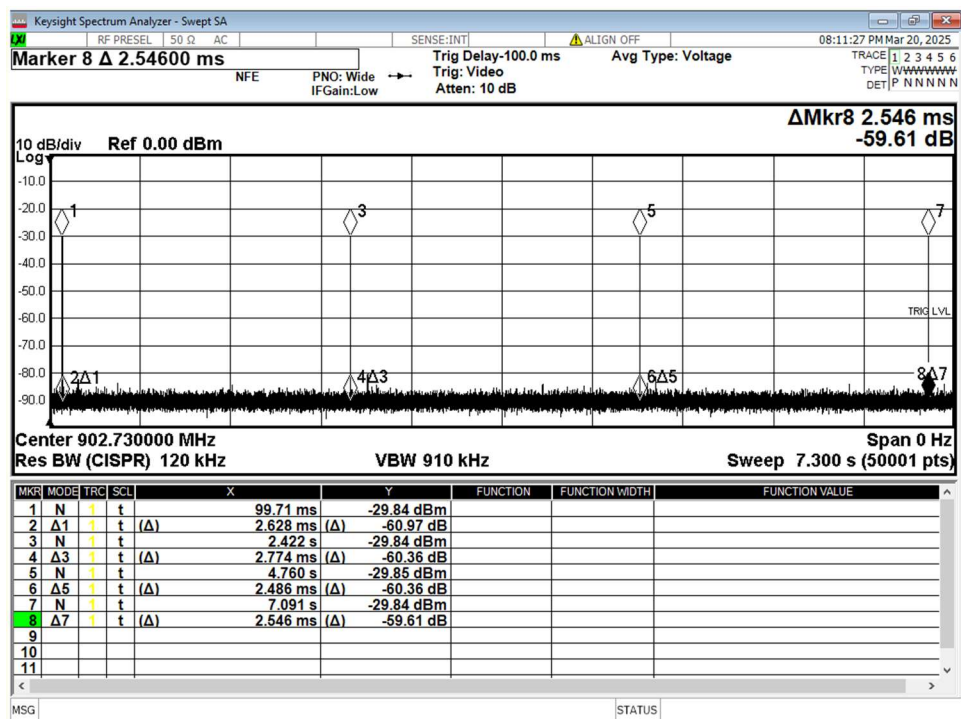 Keysight Spectrum Analyzer - Swept SA
LXI RF PRESEL 50 Ω AC SENSE:INT ALIGN OFF 08:11:27 PM Mar 20, 2025
Marker 8 Δ 2.54600 ms
NFE
PNO: Wide
IFGain:Low
Trig Delay-100.0 ms
Trig: Video
Atten: 10 dB
Avg Type: Voltage
TRACE 1 2 3 4 5 6
TYPE WWWWWW
DET P N N N N N
ΔMkr8 2.546 ms
-59.61 dB
10 dB/div Ref 0.00 dBm
Log
-10.0
-20.0
-30.0
-40.0
-50.0
-60.0
-70.0
-80.0
-90.0
1
3
5
7
TRIG LVL
2Δ1
4Δ3
6Δ5
8Δ7
Center 902.730000 MHz Span 0 Hz
Res BW (CISPR) 120 kHz VBW 910 kHz Sweep 7.300 s (50001 pts)
MKR MODE TRC SCL X Y FUNCTION FUNCTION WIDTH FUNCTION VALUE
1 N 1 t 99.71 ms -29.84 dBm
2 Δ1 1 t (Δ) 2.628 ms (Δ) -60.97 dB
3 N 1 t 2.422 s -29.84 dBm
4 Δ3 1 t (Δ) 2.774 ms (Δ) -60.36 dB
5 N 1 t 4.760 s -29.85 dBm
6 Δ5 1 t (Δ) 2.486 ms (Δ) -60.36 dB
7 N 1 t 7.091 s -29.84 dBm
8 Δ7 1 t (Δ) 2.546 ms (Δ) -59.61 dB
9
10
11
MSG STATUS